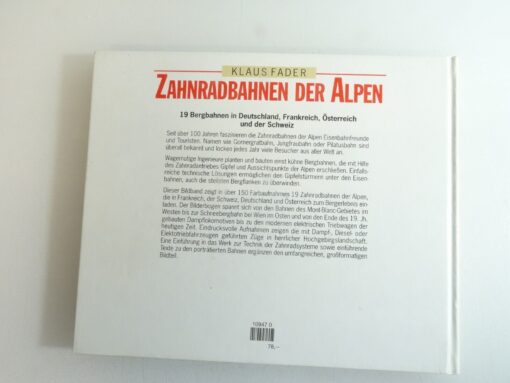 KLAUS FADER
ZAHNRADBAHNEN DER ALPEN
19 Bergbahnen in Deutschland, Frankreich, Österreich
und der Schweiz
Seit über 100 Jahren faszinieren die Zahnradbahnen der Alpen Eisenbahnfreunde
und Touristen. Namen wie Gornergratbahn, Jungfraubahn oder Pilatusbahn sind
überall bekannt und locken jedes Jahr viele Besucher aus aller Welt an.
Wagemutige Ingenieure planten und bauten einst kühne Bergbahnen, die mit Hilfe
des Zahnradantriebes Gipfel und Aussichtspunkte der Alpen erschließen. Einfalls-
reiche technische Lösungen ermöglichen den Gipfelstürmern unter den Eisen-
bahnen, auch die steilsten Bergflanken zu überwinden.
Dieser Bildband zeigt in über 150 Farbaufnahmen 19 Zahnradbahnen der Alpen,
die in Frankreich, der Schweiz, Deutschland und Österreich zum Bergerlebnis ein-
laden. Der Bilderbogen spannt sich von den Bahnen des Mont-Blanc-Gebietes im
Westen bis zur Schneebergbahn bei Wien im Osten und von den Ende des 19. Jh.
gebauten Dampflokomotiven bis zu den modernen elektrischen Triebwagen der
heutigen Zeit. Eindrucksvolle Aufnahmen zeigen die mit Dampf-, Diesel- oder
Elektrotriebfahrzeugen geführten Züge in herrlicher Hochgebirgslandschaft.
Eine Einführung in das Werk zur Technik der Zahnradsysteme sowie einführende
Texte zu den porträtierten Bahnen ergänzen den umfangreichen, großformatigen
Bildteil.
10947 0
76,–